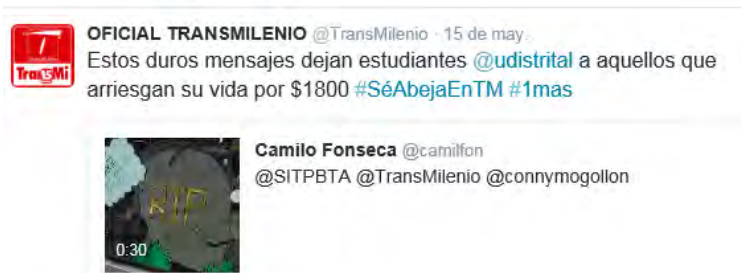 OFICIAL TRANSMILENIO @TransMilenio · 15 de may.
Estos duros mensajes dejan estudiantes @udistrital a aquellos que
arriesgan su vida por $1800 #SéAbejaEnTM #1mas
TransMi
Camilo Fonseca @camilfon
@SITPBTA @TransMilenio @connymogollon
RIP
0:30